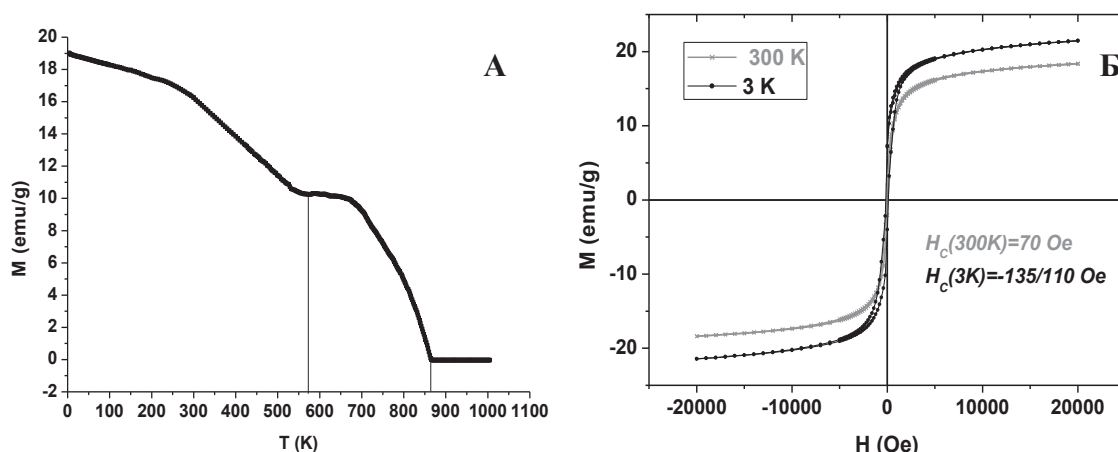 20
18
16
14
12
10
8
6
4
2
0
-2
M (emu/g)
0 100 200 300 400 500 600 700 800 900 1000 1100
T (K)
А
20
10
0
-10
-20
M (emu/g)
-20000 -10000 0 10000 20000
H (Oe)
300 K
3 K
Б
H_C(300K)=70 Oe
H_C(3K)=-135/110 Oe